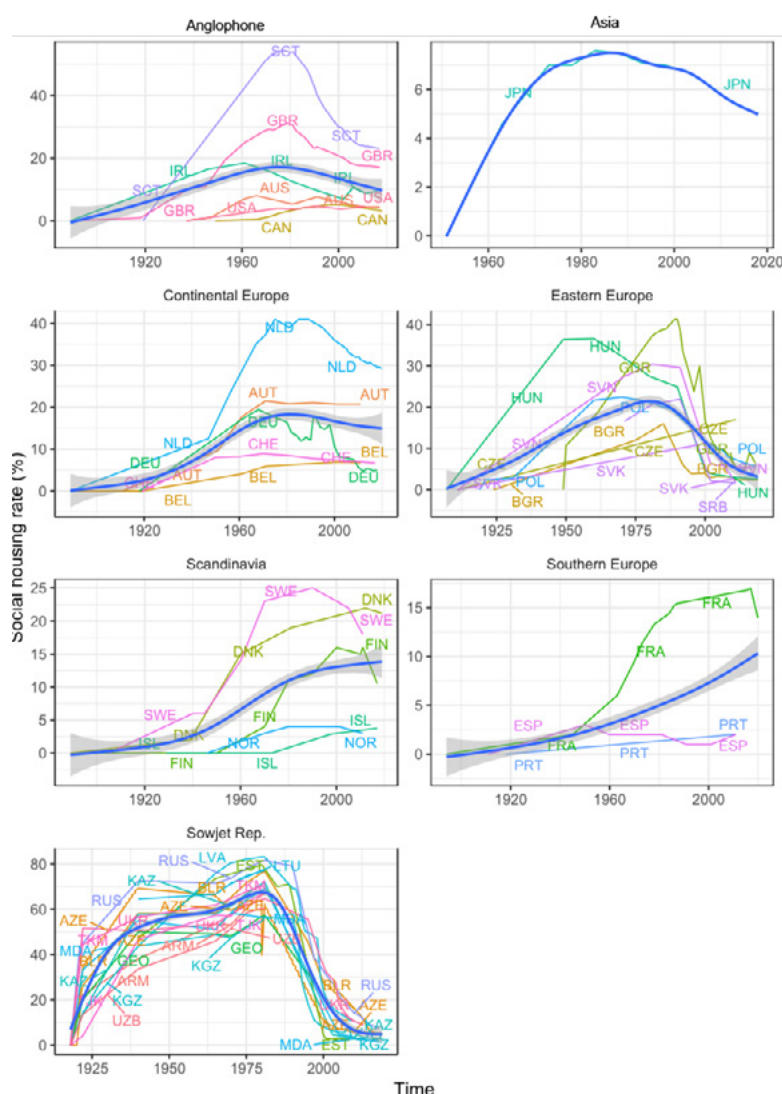 Anglophone
Asia
SCT
GBR
SCT
IRL
IRL
GBR
SCT
IRL
AUS
GBR
USA
AUS
USA
CAN
0
20
40
1920
1960
2000
JPN
JPN
0
2
4
6
1960
1980
2000
2020
Continental Europe
Eastern Europe
NLD
NLD
AUT
AUT
NLD
DEU
DEU
CHE
CHE
BEL
AUT
BEL
DEU
BEL
0
10
20
30
40
1920
1960
2000
HUN
GDR
HUN
SVN
POL
SVN
BGR
CZE
CZE
POL
CZE
SVK
BGR
POL
SVK
SVK
BGR
SRB
HUN
0
10
20
30
40
1925
1950
1975
2000
Social housing rate (%)
Scandinavia
Southern Europe
SWE
DNK
SWE
DNK
FIN
SWE
FIN
DNK
ISL
ISL
NOR
NOR
FIN
ISL
0
5
10
15
20
25
1920
1960
2000
FRA
FRA
ESP
ESP
FRA
PRT
PRT
ESP
0
5
10
15
1920
1960
2000
Sowjet Rep.
RUS
LVA
EST
LTU
KAZ
BLR
TKM
RUS
AZE
AZE
MDA
GEO
ARM
GEO
UZB
KAZ
ARM
KGZ
KGZ
UZB
BLR
RUS
AZE
KAZ
MDA
EST
KGZ
0
20
40
60
80
1925
1950
1975
2000
Time